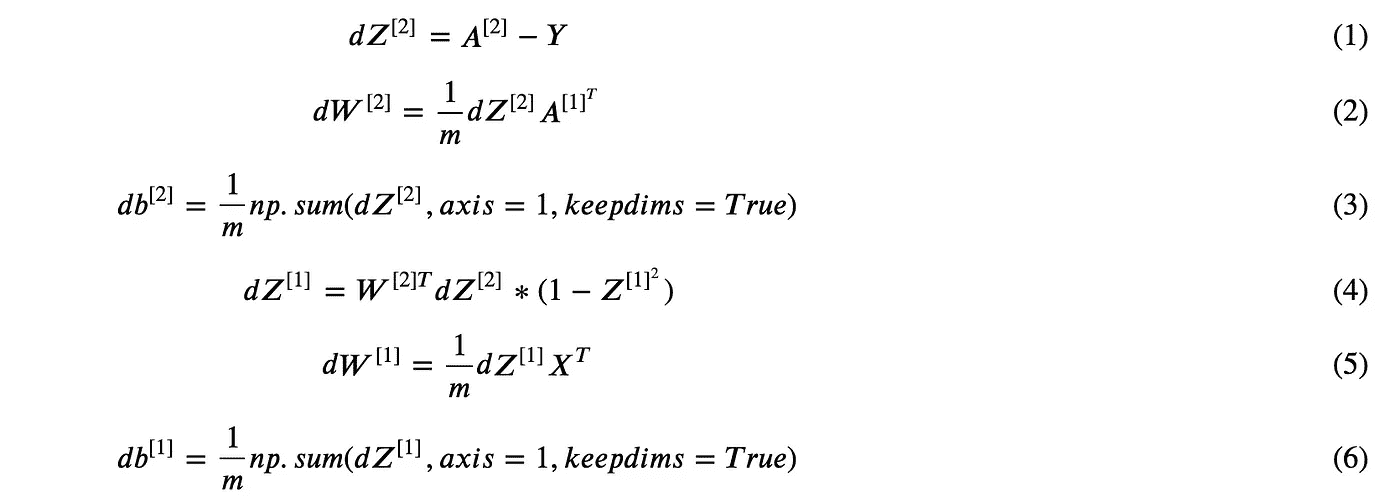 dZ^{[2]} = A^{[2]} − Y (1)
dW^{[2]} = \frac{1}{m} dZ^{[2]} A^{[1]^T} (2)
db^{[2]} = \frac{1}{m} np.sum(dZ^{[2]}, axis = 1, keepdims = True) (3)
dZ^{[1]} = W^{[2]T} dZ^{[2]} * (1 − Z^{[1]^2}) (4)
dW^{[1]} = \frac{1}{m} dZ^{[1]} X^T (5)
db^{[1]} = \frac{1}{m} np.sum(dZ^{[1]}, axis = 1, keepdims = True) (6)